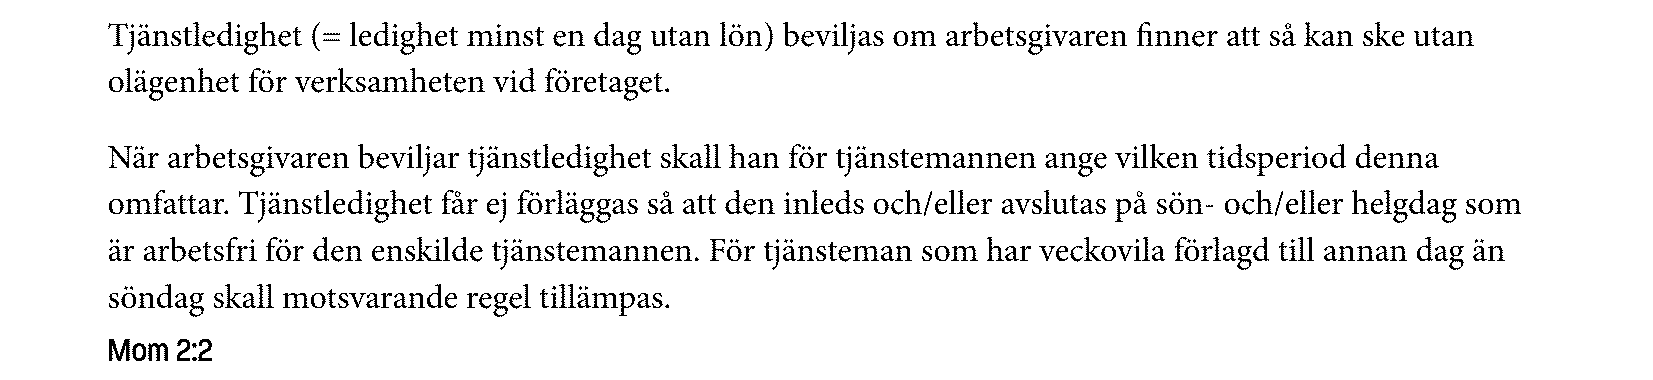 Tjänstledighet (= ledighet minst en dag utan lön) beviljas om arbetsgivaren finner att så kan ske utan
olägenhet för verksamheten vid företaget.
När arbetsgivaren beviljar tjänstledighet skall han för tjänstemannen ange vilken tidsperiod denna
omfattar. Tjänstledighet får ej förläggas så att den inleds och/eller avslutas på sön- och/eller helgdag som
är arbetsfri för den enskilde tjänstemannen. För tjänsteman som har veckovila förlagd till annan dag än
söndag skall motsvarande regel tillämpas.
Mom 2:2